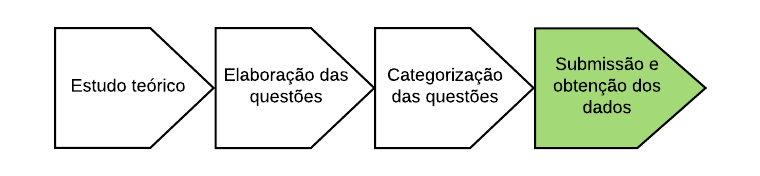 Estudo teórico
Elaboração das
questões
Categorização
das questões
Submissão e
obtenção dos
dados